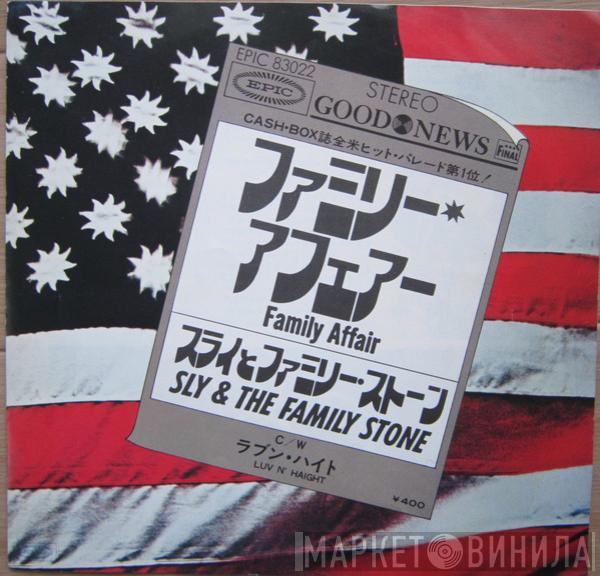 EPIC 83022
EPIC
STEREO
GOOD NEWS
FINAL
CASH・BOX誌全米ヒット・パレード第1位!
ファミリー・
アフェアー
Family Affair
スライとファミリー・ストーン
SLY & THE FAMILY STONE
C/W
ラブン・ハイト
LUV N' HAIGHT
¥400
МАРКЕТ ВИНИЛА